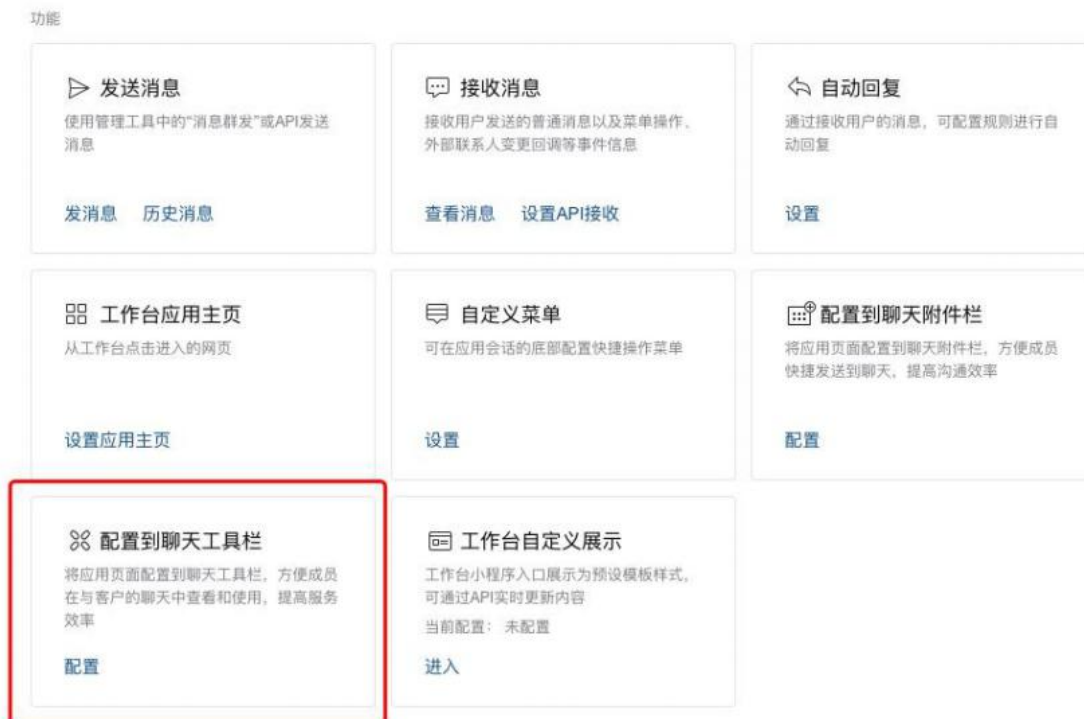 功能
发送消息
使用管理工具中的“消息群发”或API发送
消息
发消息 历史消息
接收消息
接收用户发送的普通消息以及菜单操作、
外部联系人变更回调等事件信息
查看消息 设置API接收
自动回复
通过接收用户的消息，可配置规则进行自
动回复
设置
工作台应用主页
从工作台点击进入的网页
设置应用主页
自定义菜单
可在应用会话的底部配置快捷操作菜单
设置
配置到聊天附件栏
将应用页面配置到聊天附件栏，方便成员
快捷发送到聊天，提高沟通效率
配置
配置到聊天工具栏
将应用页面配置到聊天工具栏，方便成员
在与客户的聊天中查看和使用，提高服务
效率
配置
工作台自定义展示
工作台小程序入口展示为预设模板样式，
可通过API实时更新内容
当前配置： 未配置
进入